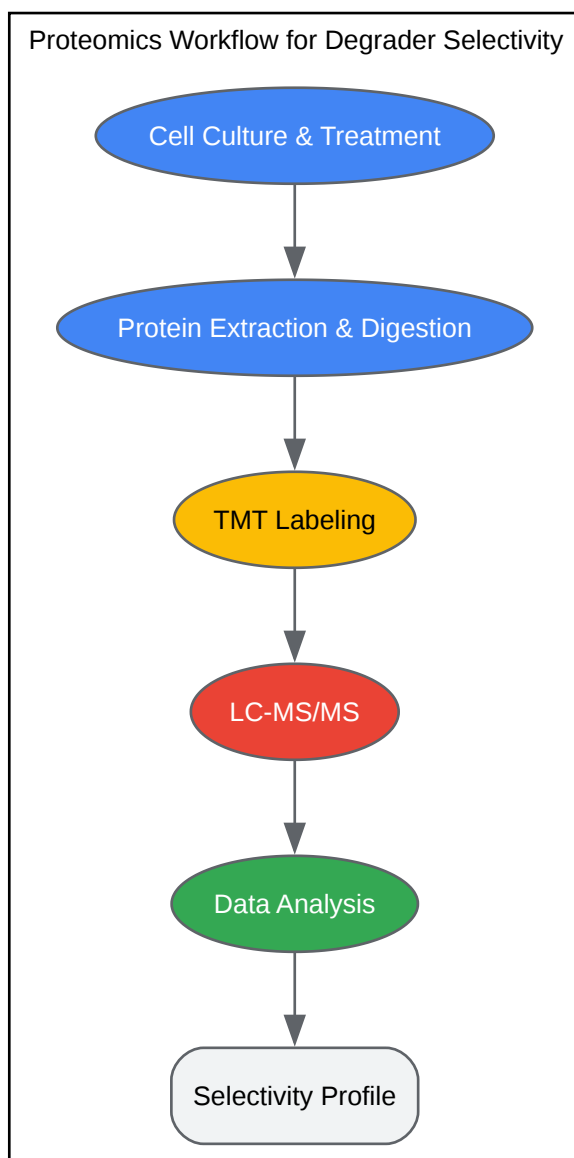 Proteomics Workflow for Degrader Selectivity
Cell Culture & Treatment
Protein Extraction & Digestion
TMT Labeling
LC-MS/MS
Data Analysis
Selectivity Profile